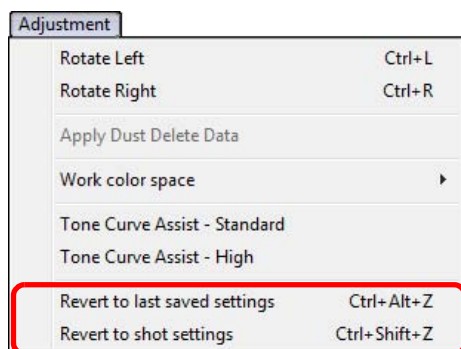 Adjustment
Rotate Left Ctrl+L
Rotate Right Ctrl+R
Apply Dust Delete Data
Work color space
Tone Curve Assist - Standard
Tone Curve Assist - High
Revert to last saved settings Ctrl+Alt+Z
Revert to shot settings Ctrl+Shift+Z